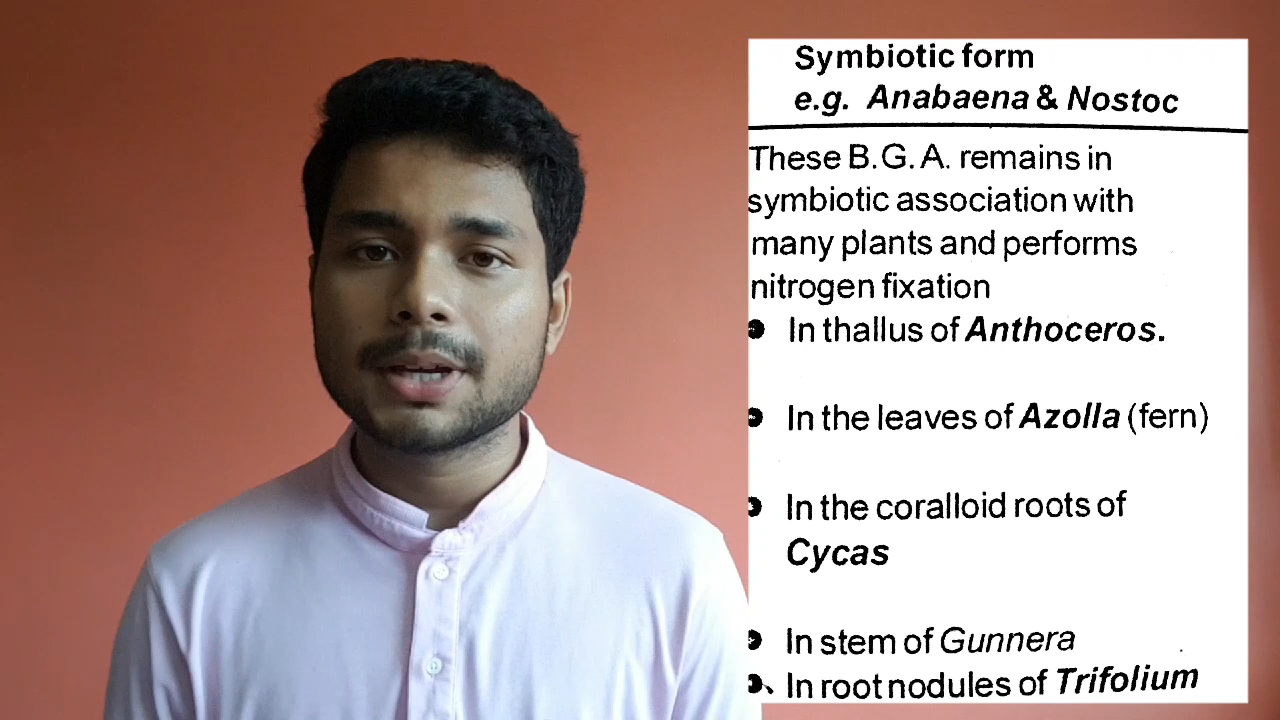 Symbiotic form
e.g. Anabaena & Nostoc
These B.G.A. remains in
symbiotic association with
many plants and performs
nitrogen fixation
In thallus of Anthoceros.
In the leaves of Azolla (fern)
In the coralloid roots of
Cycas
In stem of Gunnera
In root nodules of Trifolium